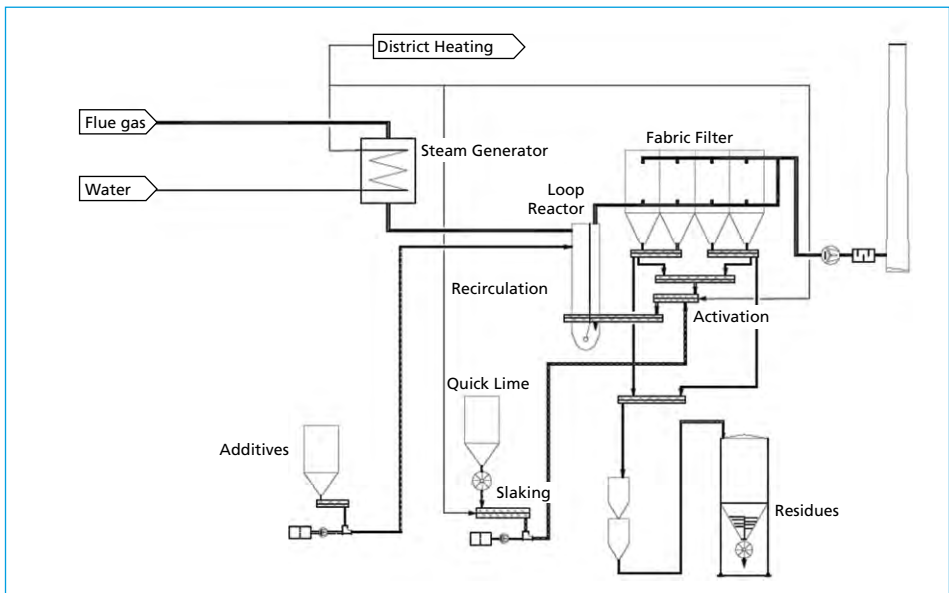 District Heating
Flue gas
Fabric Filter
Steam Generator
Water
Loop
Reactor
Recirculation
Activation
Quick Lime
Additives
Slaking
Residues